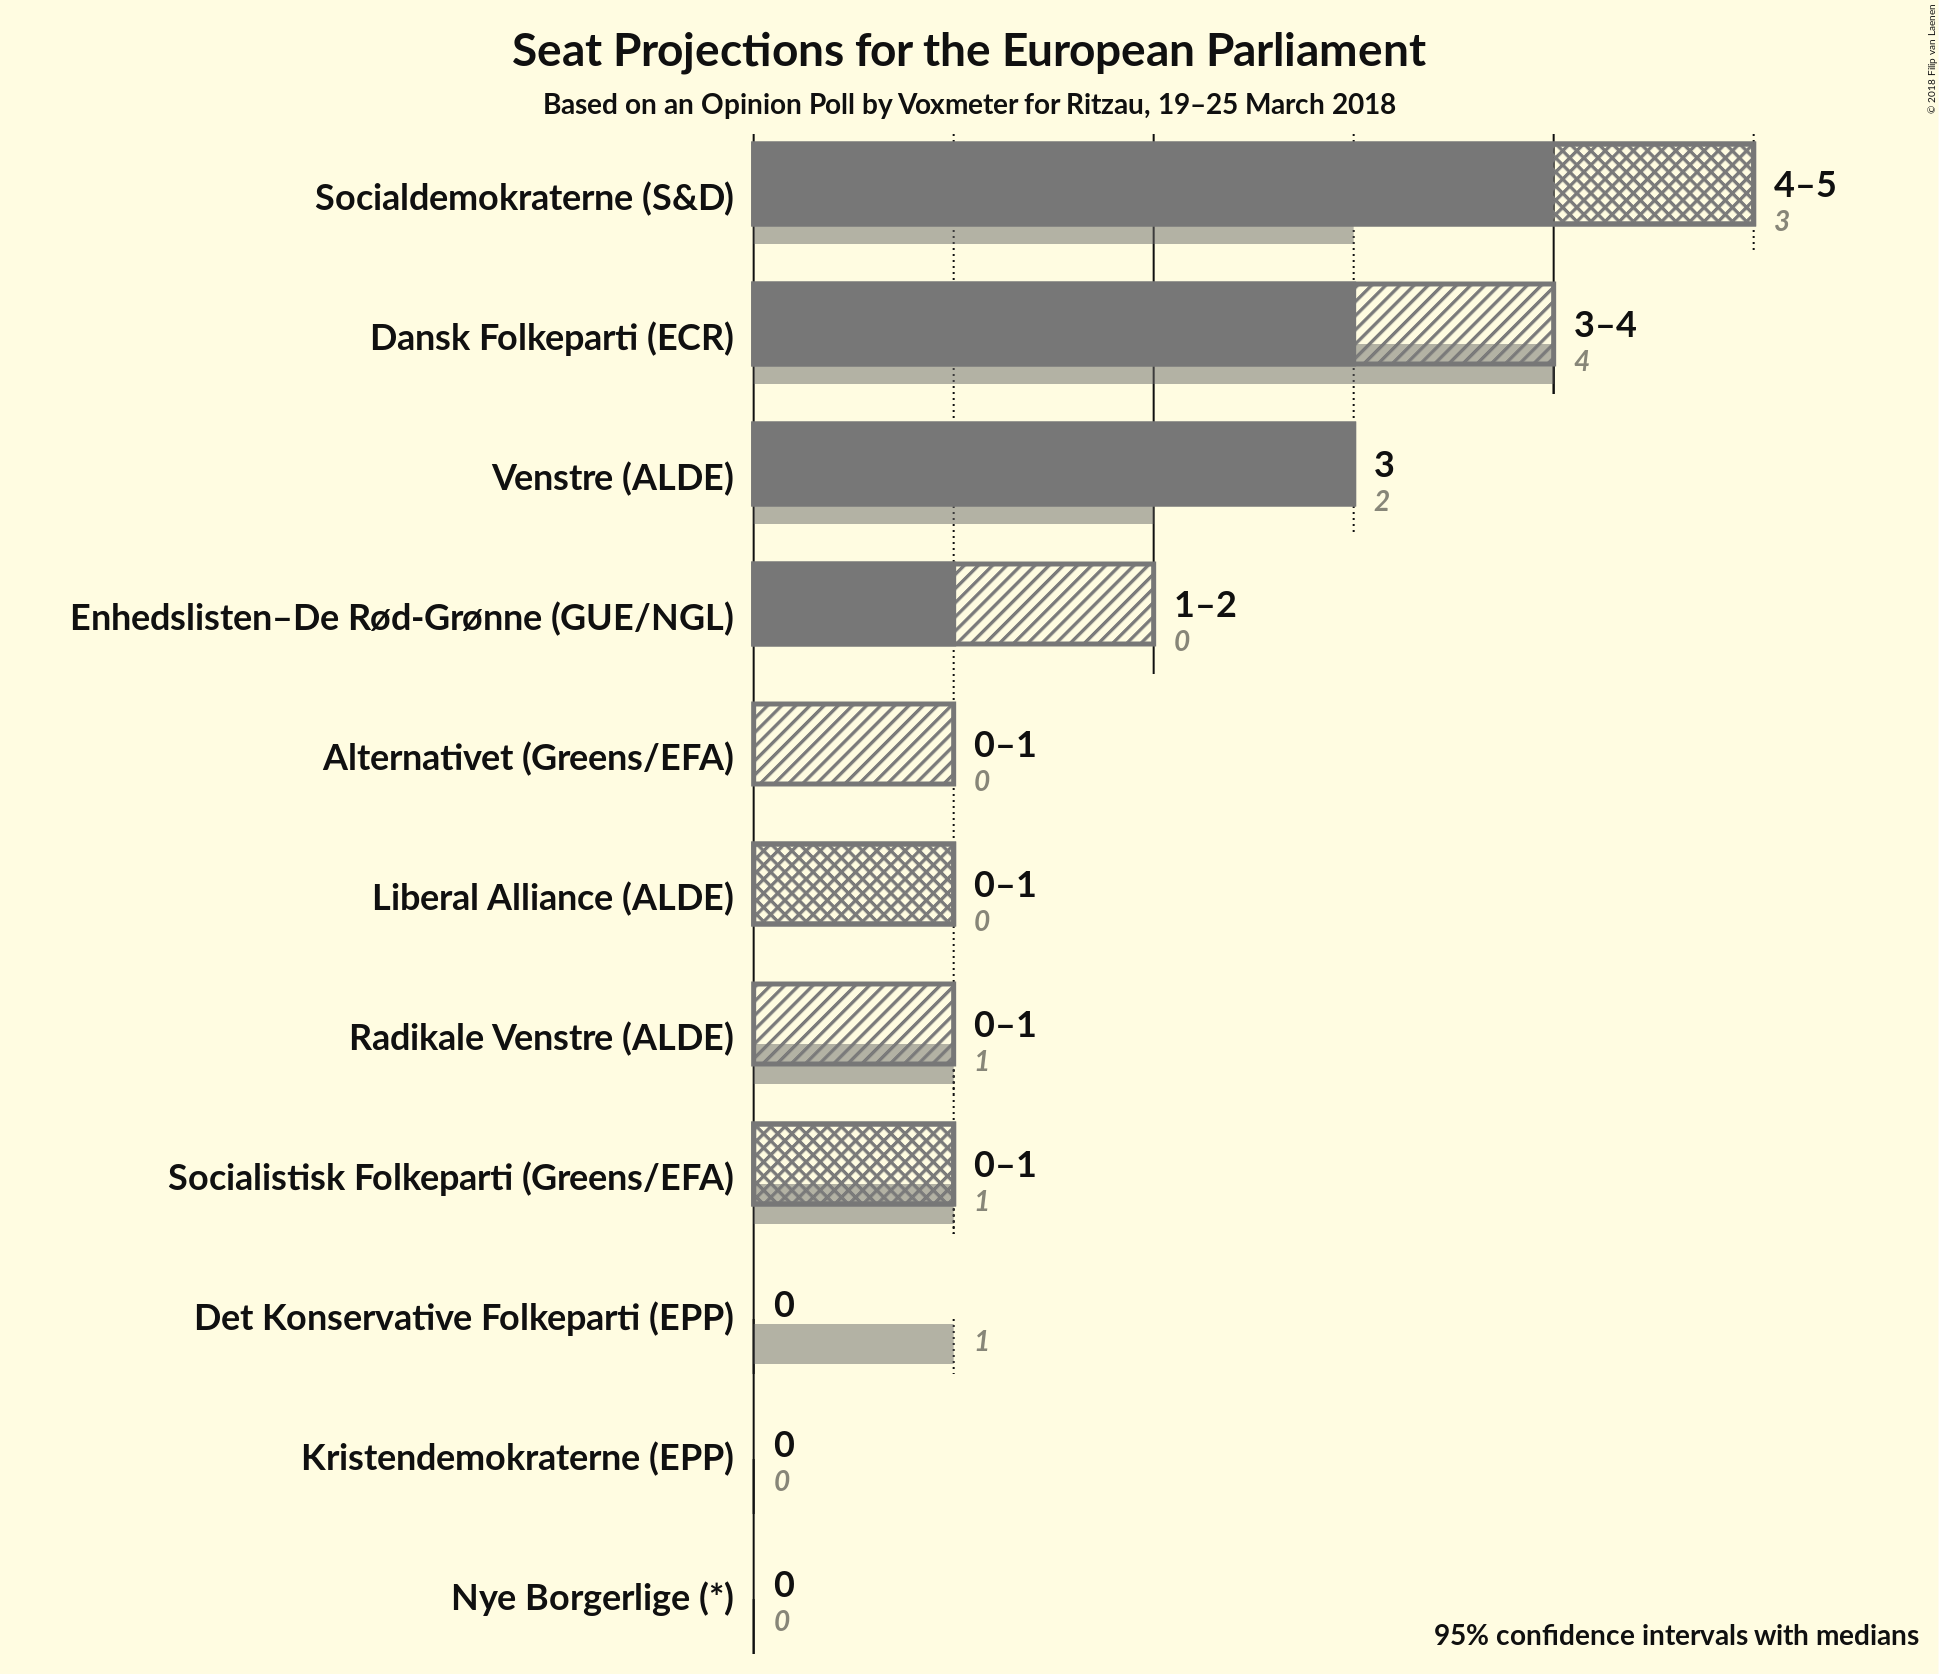 Seat Projections for the European Parliament
Based on an Opinion Poll by Voxmeter for Ritzau, 19–25 March 2018
© 2018 Filip van Laenen
Socialdemokraterne (S&D)
4–5
3
Dansk Folkeparti (ECR)
3–4
4
Venstre (ALDE)
3
2
Enhedslisten–De Rød-Grønne (GUE/NGL)
1–2
0
Alternativet (Greens/EFA)
0–1
0
Liberal Alliance (ALDE)
0–1
0
Radikale Venstre (ALDE)
0–1
1
Socialistisk Folkeparti (Greens/EFA)
0–1
1
Det Konservative Folkeparti (EPP)
0
1
Kristendemokraterne (EPP)
0
0
Nye Borgerlige (*)
0
0
95% confidence intervals with medians